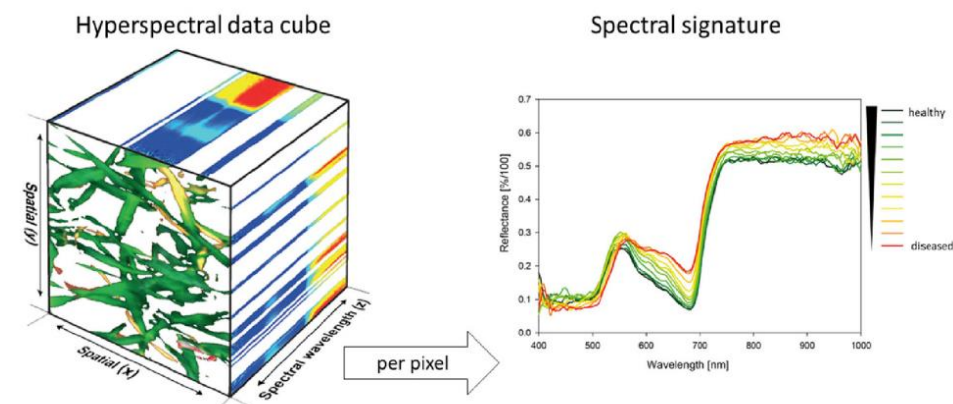 Hyperspectral data cube
Spectral signature
Spatial (y)
Spatial (x)
Spectral wavelength (z)
per pixel
Reflectance [%/100]
0.7
0.6
0.5
0.4
0.3
0.2
0.1
0.0
400
500
600
700
800
900
1000
Wavelength [nm]
healthy
diseased